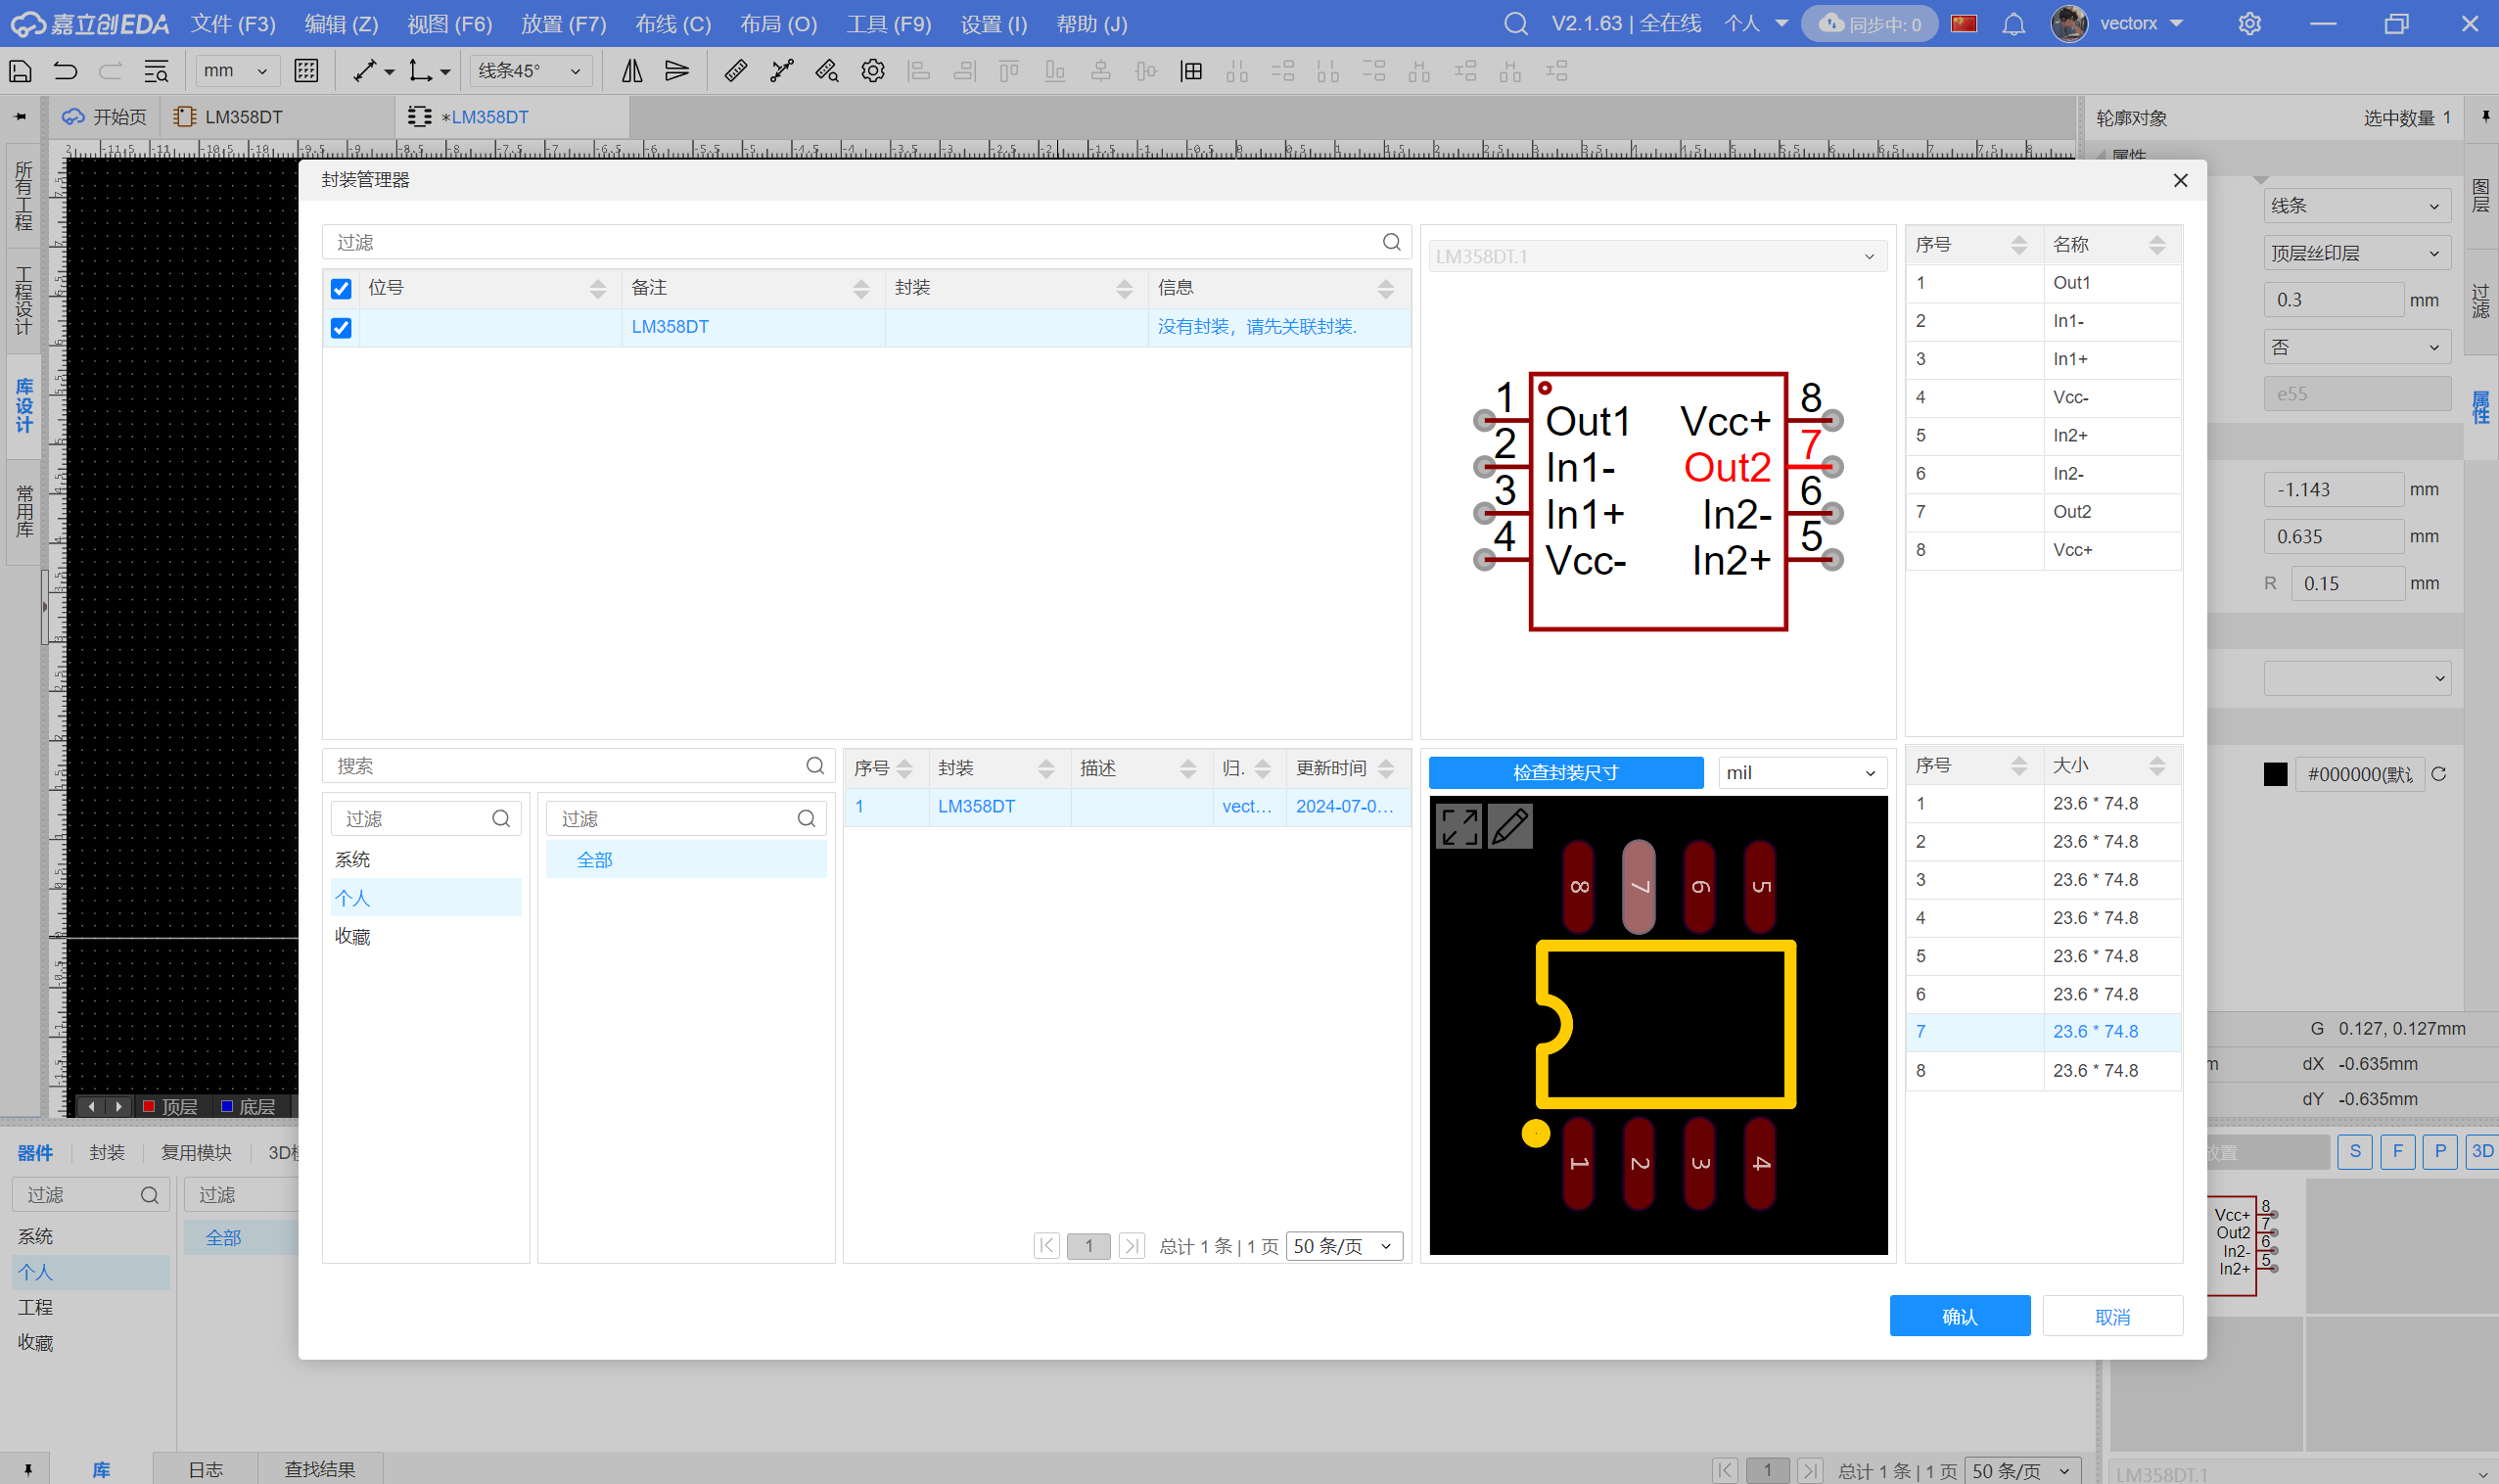 嘉立创EDA 文件 (F3) 编辑 (Z) 视图 (F6) 放置 (F7) 布线 (C) 布局 (O) 工具 (F9) 设置 (I) 帮助 (J) V2.1.63 | 全在线 个人 同步中: 0 vectorx
mm 线条45°
开始页 LM358DT *LM358DT 轮廓对象 选中数量 1
所有工程
工程设计
库设计
常用库
属性
图层
过滤
属性
封装管理器
过滤
位号 备注 封装 信息
LM358DT 没有封装，请先关联封装.
LM358DT.1
1 Out1 Vcc+ 8
2 In1- Out2 7
3 In1+ In2- 6
4 Vcc- In2+ 5
序号 名称
1 Out1
2 In1-
3 In1+
4 Vcc-
5 In2+
6 In2-
7 Out2
8 Vcc+
线条
顶层丝印层
0.3 mm
否
e55
-1.143 mm
0.635 mm
R 0.15 mm
#000000(默认
搜索
过滤 过滤
系统 全部
个人
收藏
序号 封装 描述 归. 更新时间
1 LM358DT vect... 2024-07-0...
1 总计 1 条 | 1 页 50 条/页
检查封装尺寸 mil
8 7 6 5
1 2 3 4
序号 大小
1 23.6 * 74.8
2 23.6 * 74.8
3 23.6 * 74.8
4 23.6 * 74.8
5 23.6 * 74.8
6 23.6 * 74.8
7 23.6 * 74.8
8 23.6 * 74.8
确认 取消
G 0.127, 0.127mm
m dX -0.635mm
dY -0.635mm
顶层 底层
器件 封装 复用模块 3D
放置 S F P 3D
过滤 过滤
系统 全部
个人
工程
收藏
Vcc+ 8
Out2 7
In2- 6
In2+ 5
库 日志 查找结果
1 总计 1 条 | 1 页 50 条/页
LM358DT.1